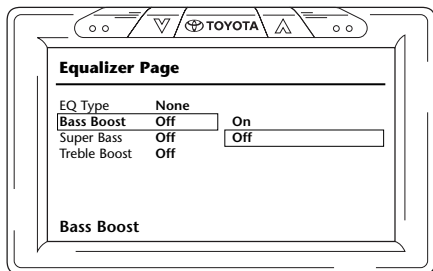 TOYOTA
Equalizer Page
EQ Type None
Bass Boost Off On
Super Bass Off Off
Treble Boost Off
Bass Boost